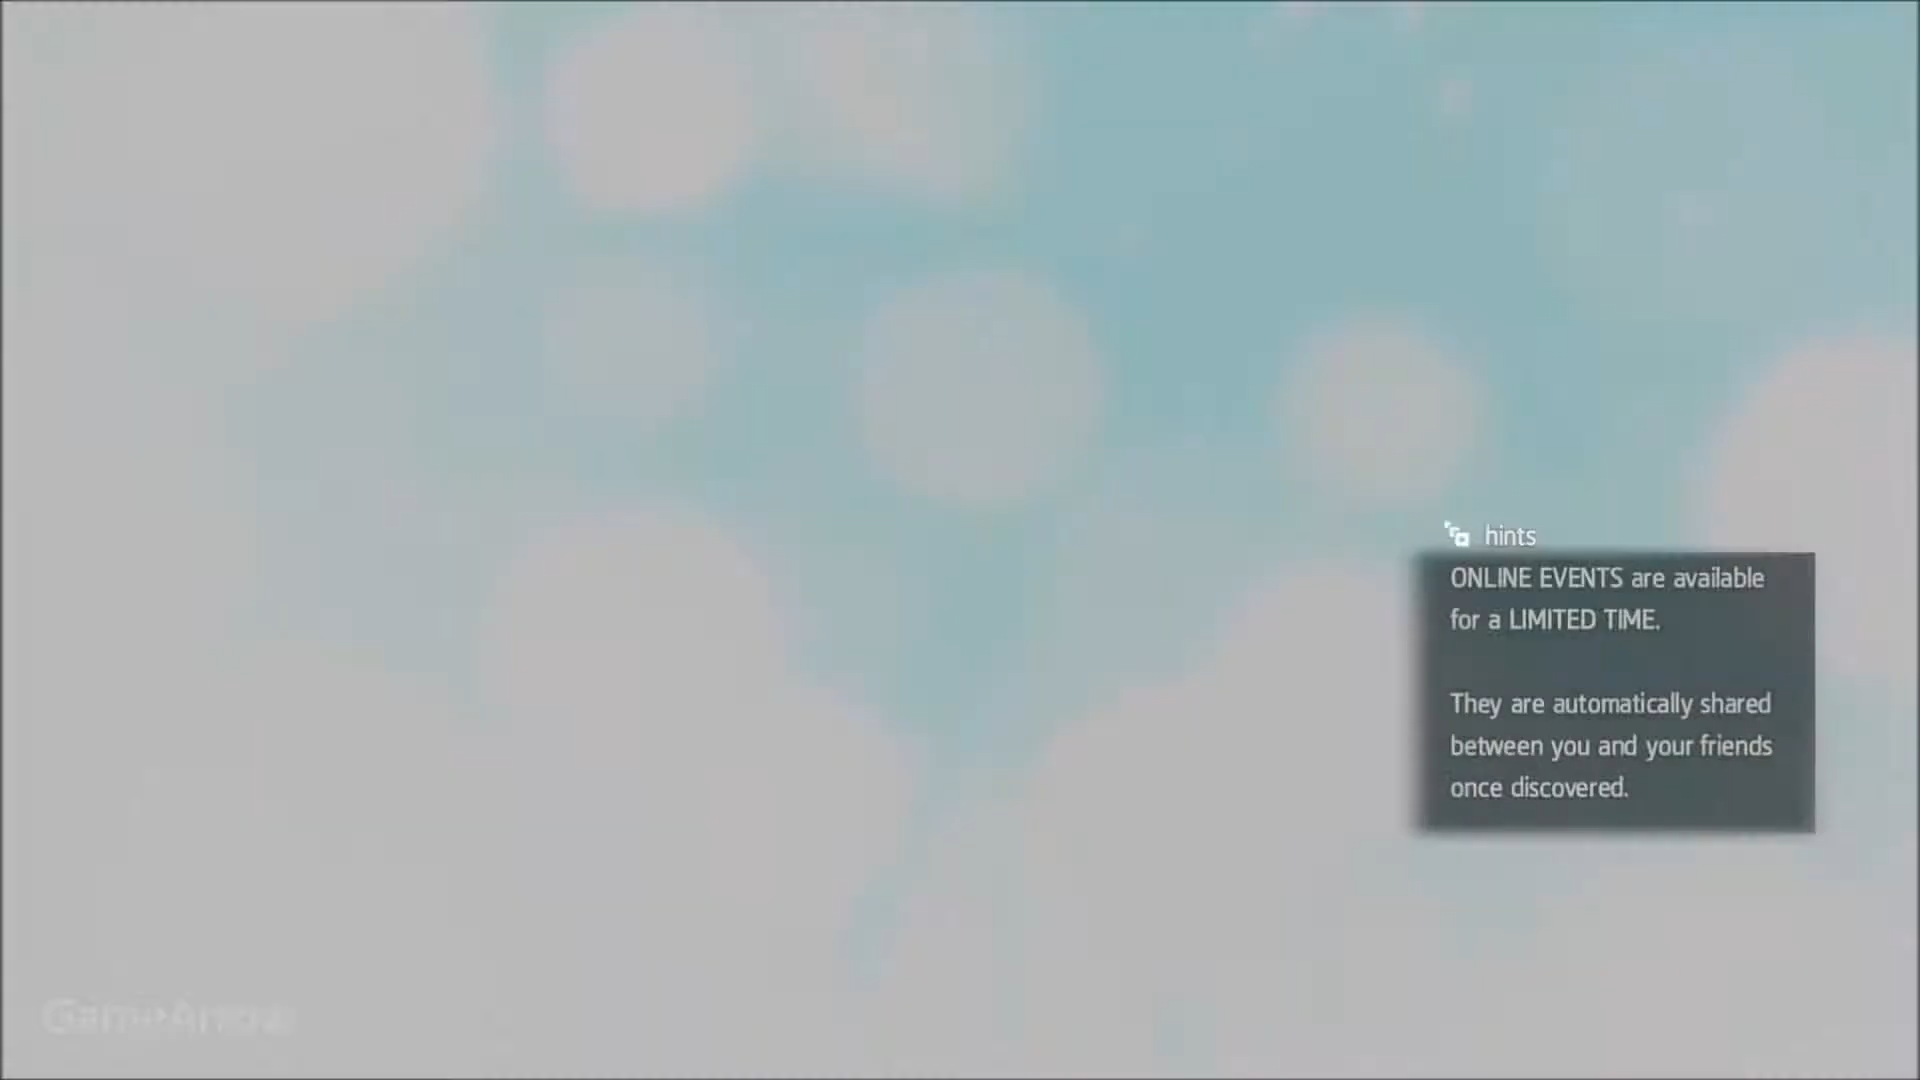 hints
ONLINE EVENTS are available
for a LIMITED TIME.
They are automatically shared
between you and your friends
once discovered.